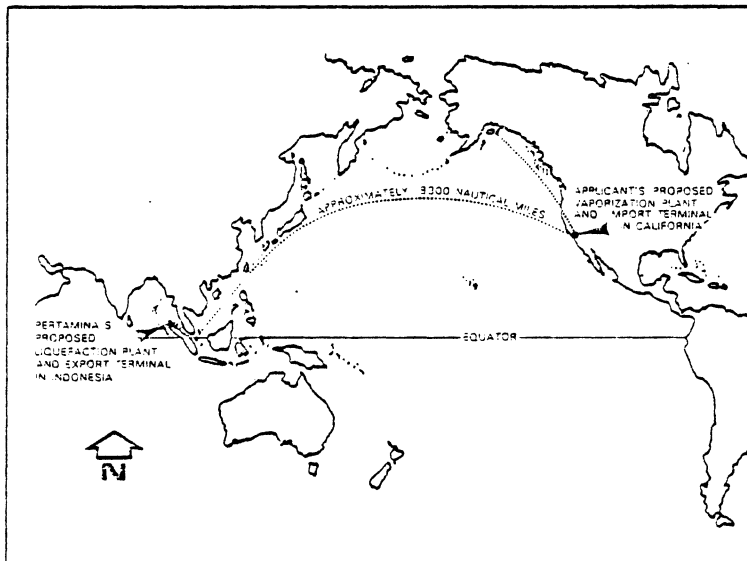 APPROXIMATELY NAUTICAL MILES
APPLICANT'S PROPOSED
VAPORIZATION PLANT
AND IMPORT TERMINAL
IN CALIFORNIA
PERTAMINA'S
PROPOSED
LIQUEFACTION PLANT
AND EXPORT TERMINAL
IN INDONESIA
EQUATOR
N